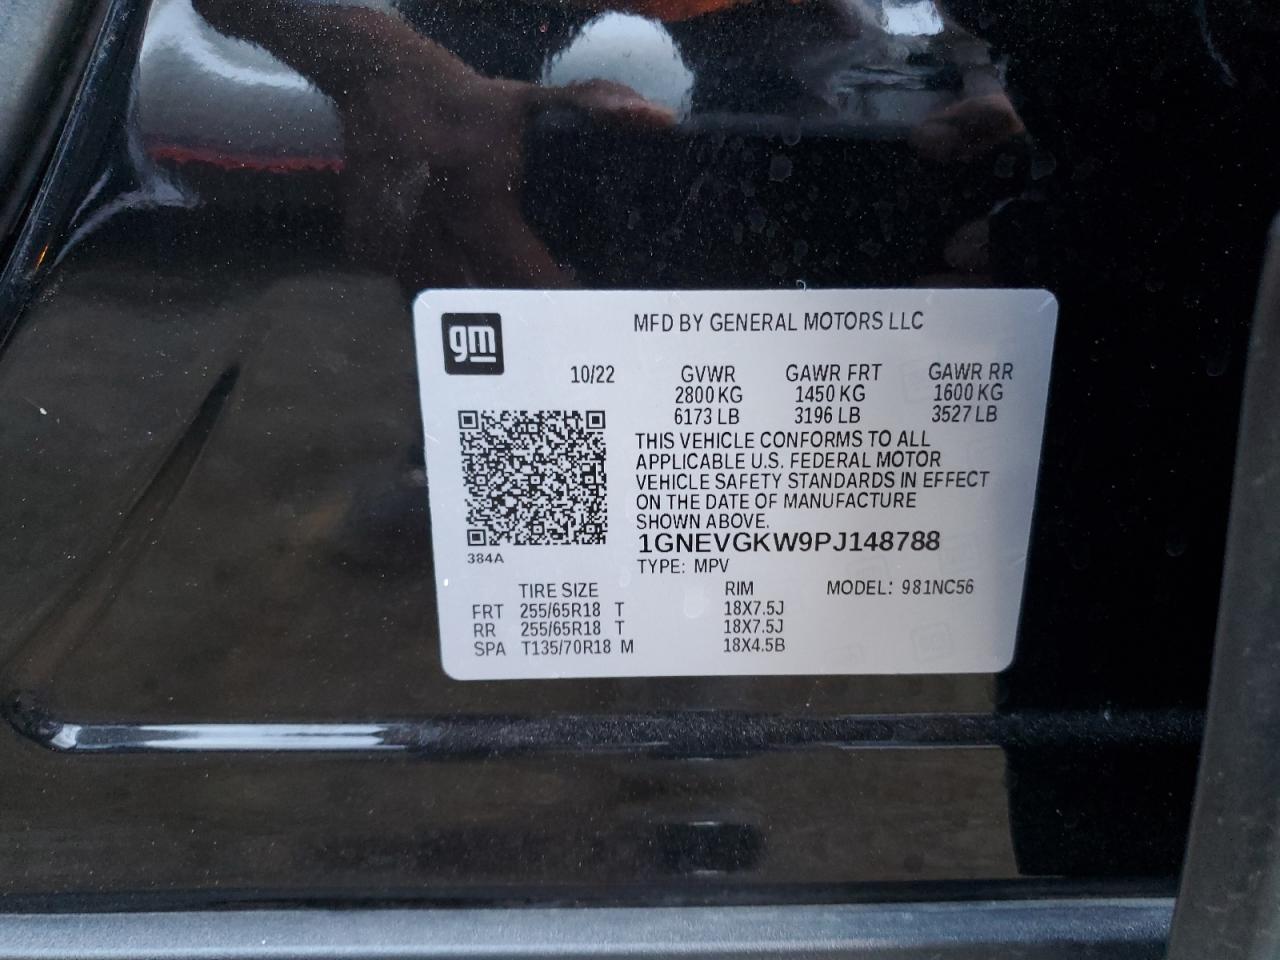 gm
MFD BY GENERAL MOTORS LLC
10/22 GVWR GAWR FRT GAWR RR
2800 KG 1450 KG 1600 KG
6173 LB 3196 LB 3527 LB
THIS VEHICLE CONFORMS TO ALL
APPLICABLE U.S. FEDERAL MOTOR
VEHICLE SAFETY STANDARDS IN EFFECT
ON THE DATE OF MANUFACTURE
SHOWN ABOVE.
1GNEVGKW9PJ148788
384A
TYPE: MPV
TIRE SIZE RIM MODEL: 981NC56
FRT 255/65R18 T 18X7.5J
RR 255/65R18 T 18X7.5J
SPA T135/70R18 M 18X4.5B